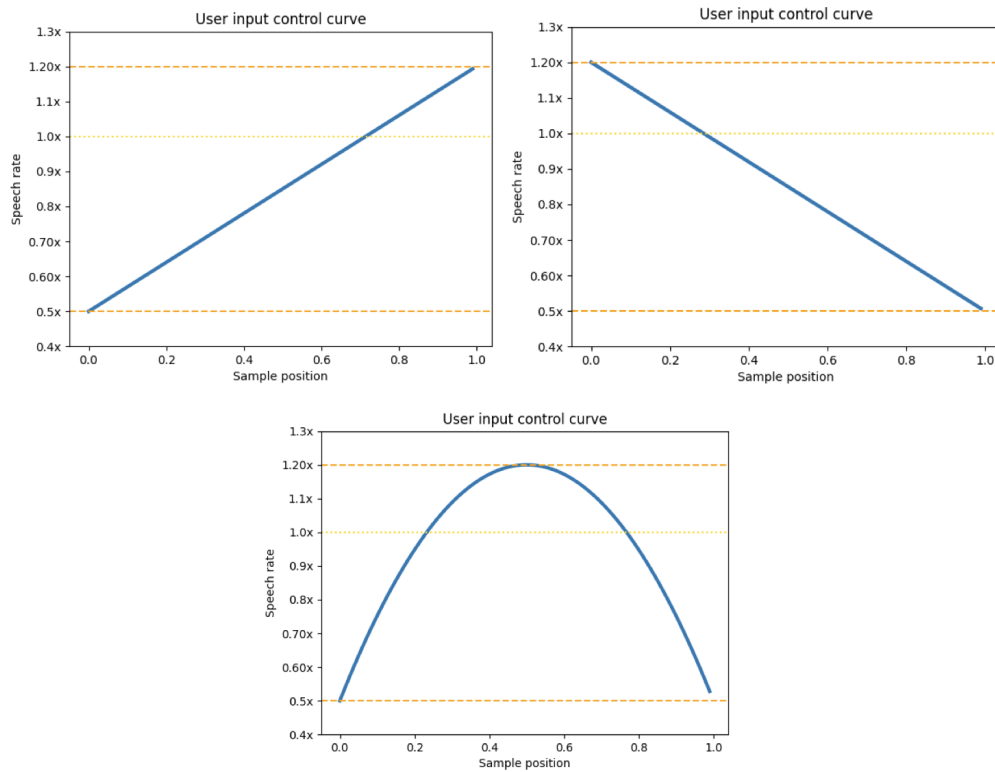 User input control curve
1.3x
1.20x
1.1x
1.0x
0.9x
0.8x
0.70x
0.60x
0.5x
0.4x
Speech rate
0.0 0.2 0.4 0.6 0.8 1.0
Sample position
User input control curve
1.3x
1.20x
1.1x
1.0x
0.9x
0.8x
0.70x
0.60x
0.5x
0.4x
Speech rate
0.0 0.2 0.4 0.6 0.8 1.0
Sample position
User input control curve
1.3x
1.20x
1.1x
1.0x
0.9x
0.8x
0.70x
0.60x
0.5x
0.4x
Speech rate
0.0 0.2 0.4 0.6 0.8 1.0
Sample position